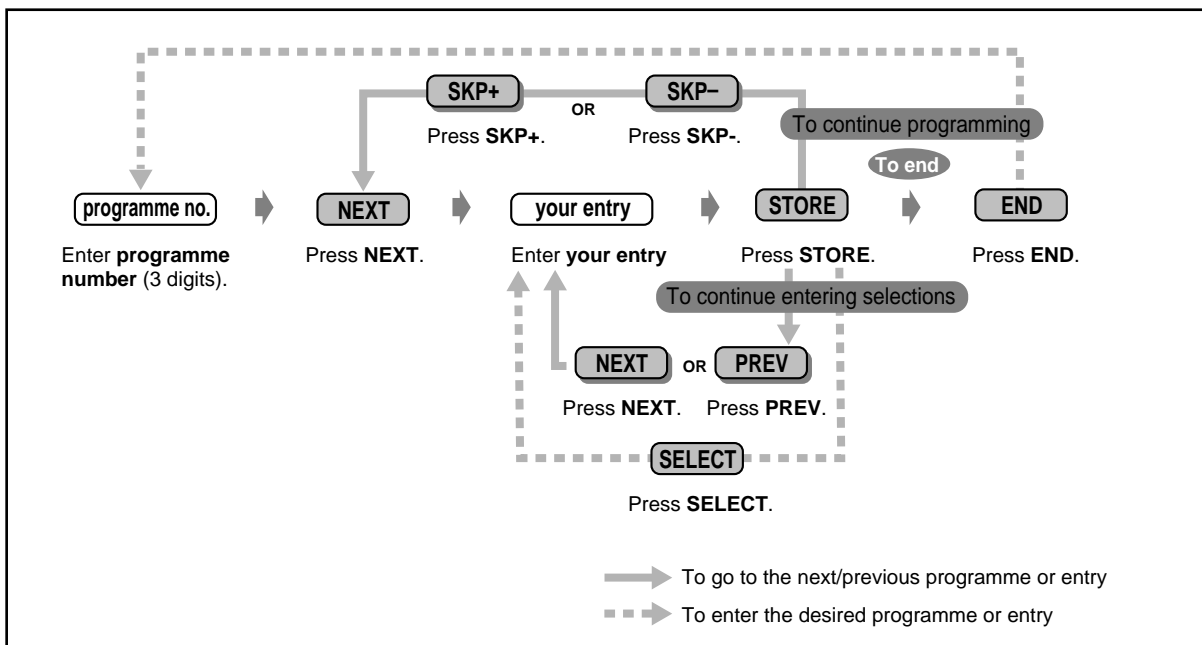 SKP+
OR
SKP–
Press SKP+.
Press SKP-.
To continue programming
To end
programme no.
NEXT
your entry
STORE
END
Enter programme
number (3 digits).
Press NEXT.
Enter your entry
Press STORE.
Press END.
To continue entering selections
NEXT
OR
PREV
Press NEXT.
Press PREV.
SELECT
Press SELECT.
To go to the next/previous programme or entry
To enter the desired programme or entry